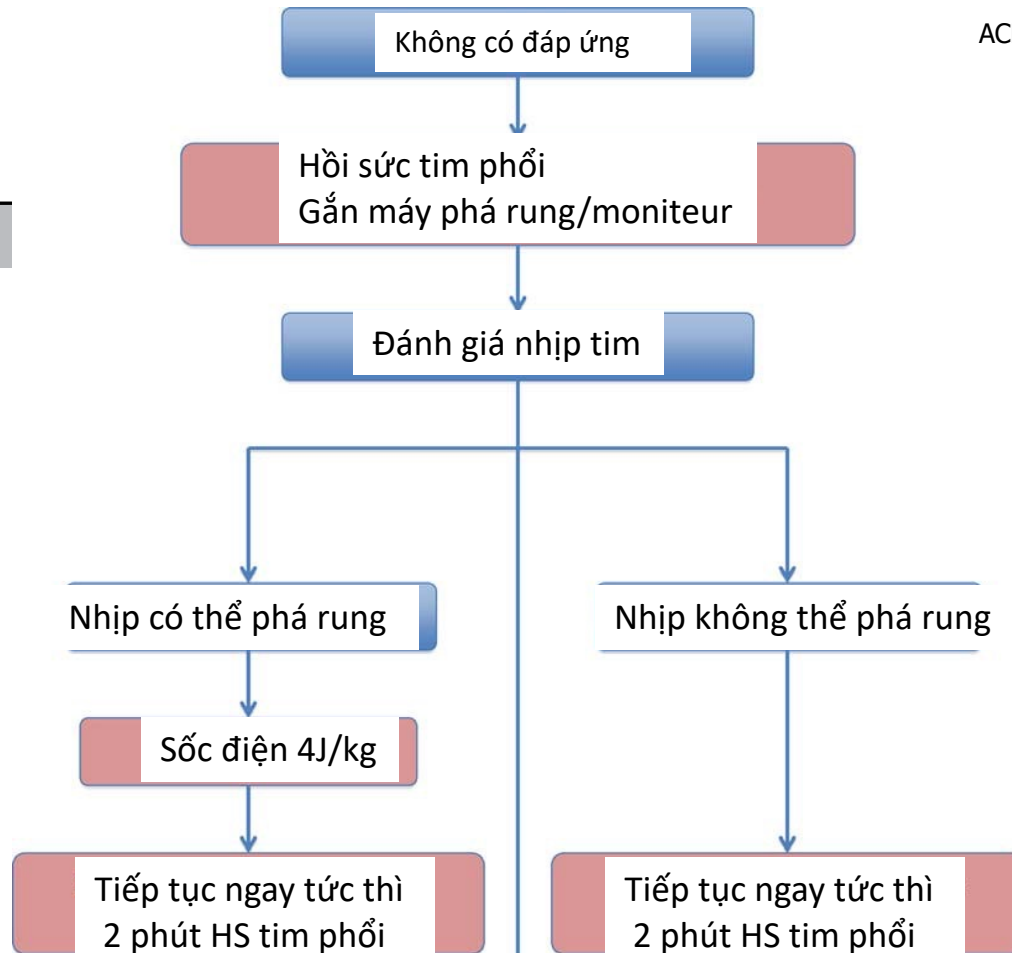 Không có đáp ứng
AC
Hồi sức tim phổi
Gắn máy phá rung/moniteur
Đánh giá nhịp tim
Nhịp có thể phá rung
Nhịp không thể phá rung
Sốc điện 4J/kg
Tiếp tục ngay tức thì
2 phút HS tim phổi
Tiếp tục ngay tức thì
2 phút HS tim phổi